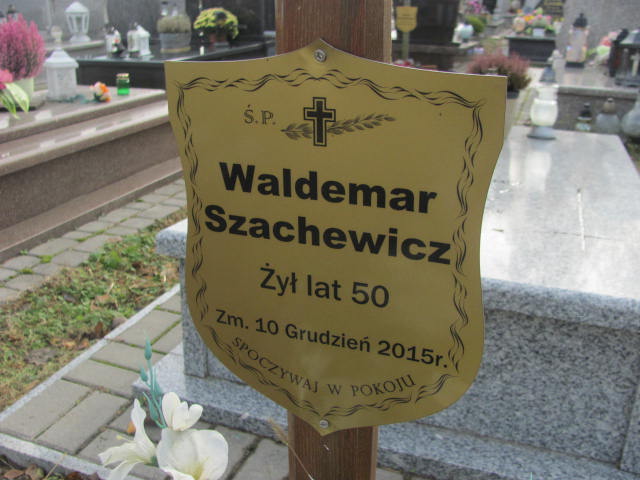 Ś.P.
Waldemar
Szachewicz
Żył lat 50
Zm. 10 Grudzień 2015r.
SPOCZYWAJ W POKOJU